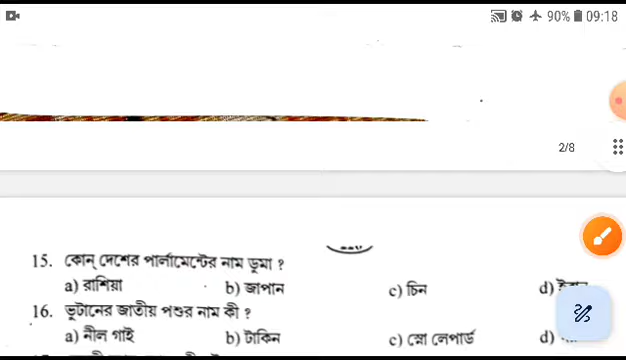 90% 09:18
2/8
15. কোন্ দেশের পার্লামেন্টের নাম ডুমা ?
a) রাশিয়া b) জাপান c) চিন d)
16. ভুটানের জাতীয় পশুর নাম কী ?
a) নীল গাই b) টাকিন c) স্নো লেপার্ড d)